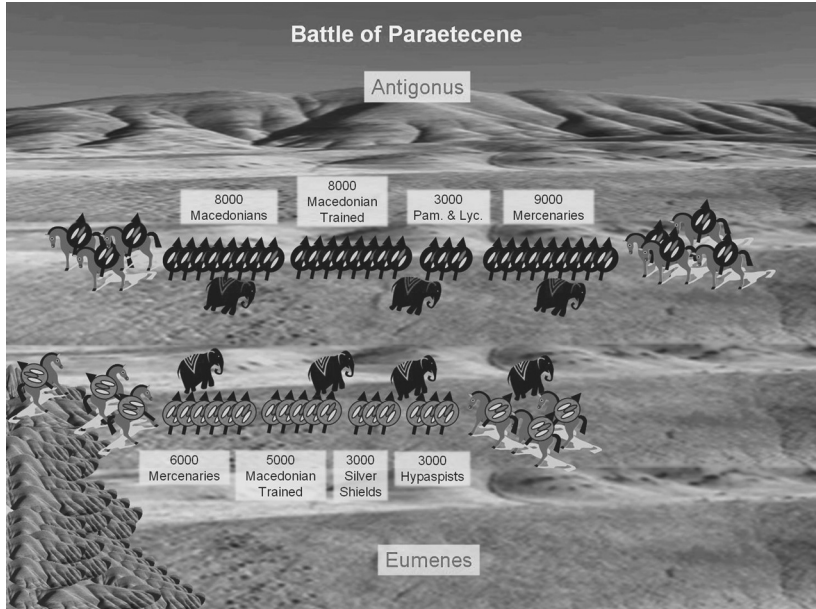 Battle of Paraetecene
Antigonus
8000
Macedonians
8000
Macedonian
Trained
3000
Pam. & Lyc.
9000
Mercenaries
6000
Mercenaries
5000
Macedonian
Trained
3000
Silver
Shields
3000
Hypaspists
Eumenes